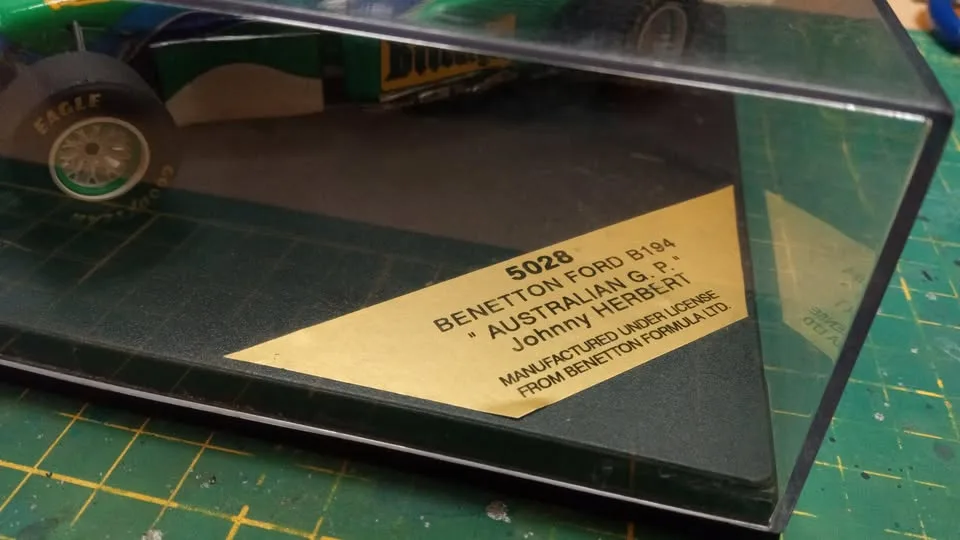 EAGLE
5028
BENETTON FORD B194
" AUSTRALIAN G. P."
Johnny HERBERT
MANUFACTURED UNDER LICENSE
FROM BENETTON FORMULA LTD.